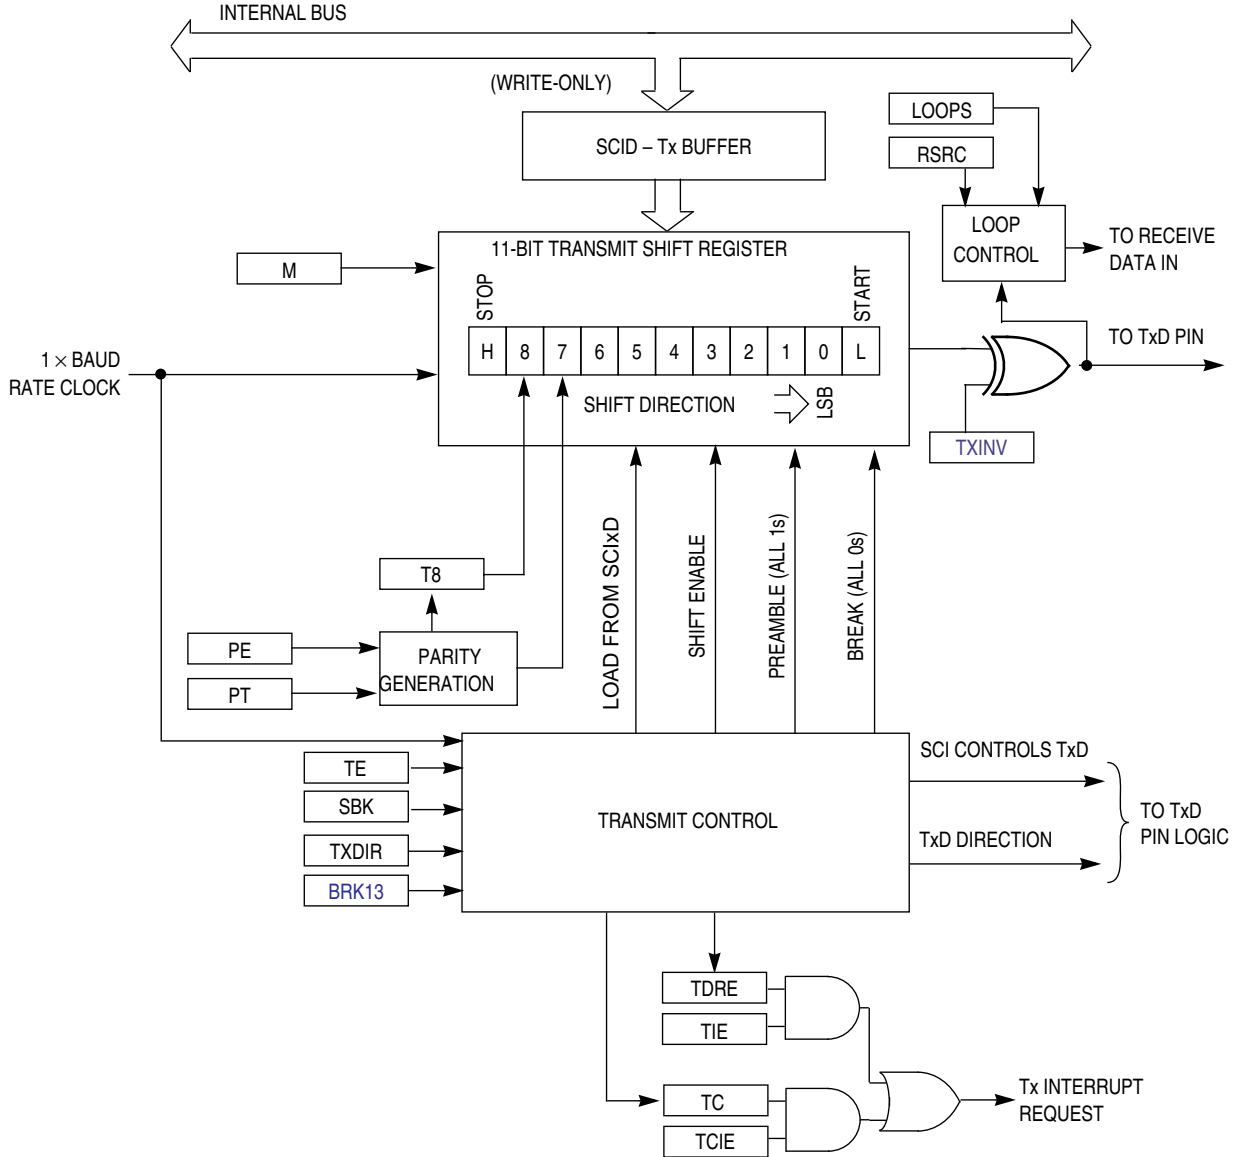 INTERNAL BUS
(WRITE-ONLY)
SCID – Tx BUFFER
LOOPS
RSRC
LOOP
CONTROL
TO RECEIVE
DATA IN
11-BIT TRANSMIT SHIFT REGISTER
M
STOP
START
H 8 7 6 5 4 3 2 1 0 L
1 × BAUD
RATE CLOCK
SHIFT DIRECTION
LSB
TO TxD PIN
TXINV
LOAD FROM SCIxD
SHIFT ENABLE
PREAMBLE (ALL 1s)
BREAK (ALL 0s)
T8
PE
PT
PARITY
GENERATION
TE
SBK
TXDIR
BRK13
TRANSMIT CONTROL
SCI CONTROLS TxD
TxD DIRECTION
TO TxD
PIN LOGIC
TDRE
TIE
TC
TCIE
Tx INTERRUPT
REQUEST